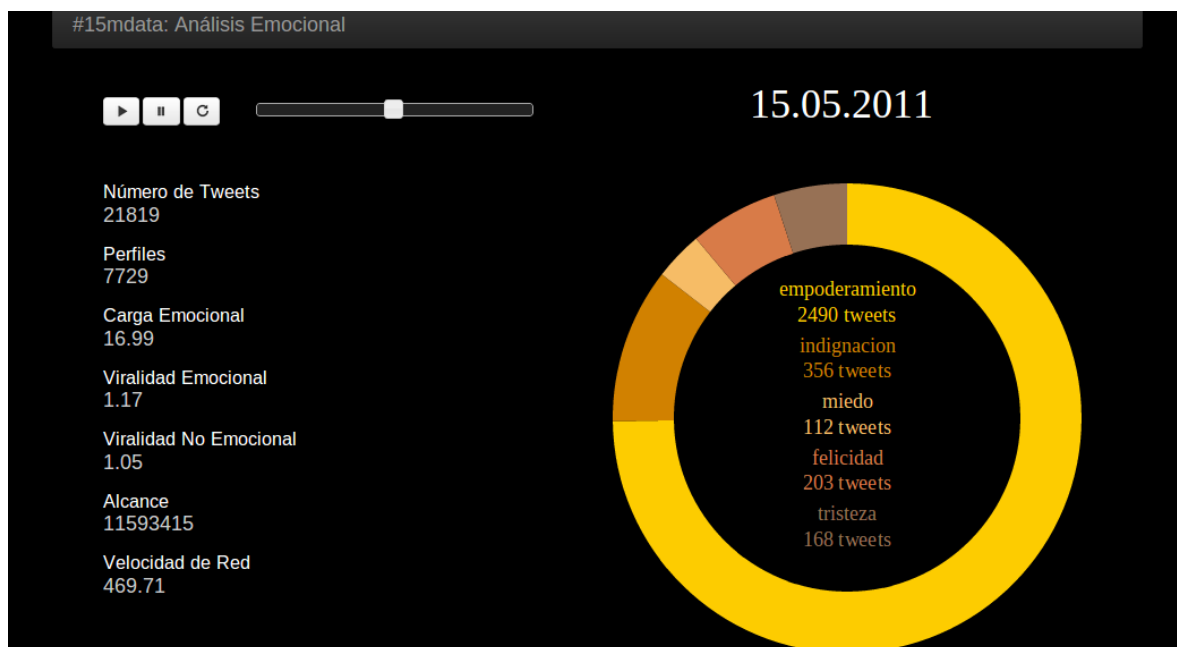 #15mdata: Análisis Emocional
15.05.2011
Número de Tweets
21819
Perfiles
7729
Carga Emocional
16.99
Viralidad Emocional
1.17
Viralidad No Emocional
1.05
Alcance
11593415
Velocidad de Red
469.71
empoderamiento
2490 tweets
indignacion
356 tweets
miedo
112 tweets
felicidad
203 tweets
tristeza
168 tweets